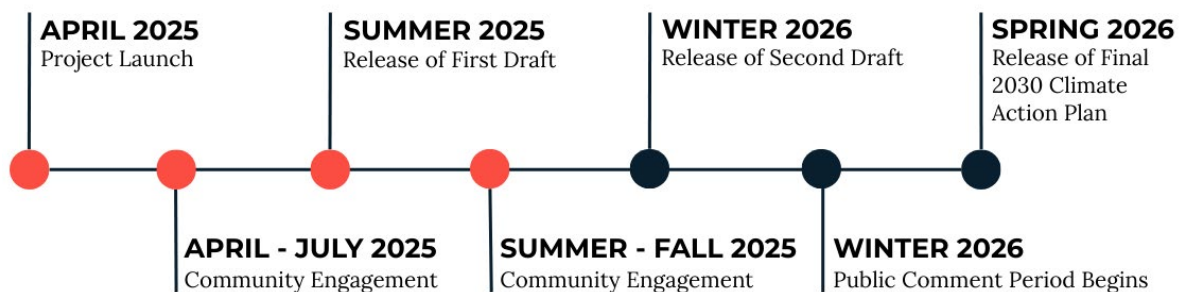 APRIL 2025
Project Launch
APRIL - JULY 2025
Community Engagement
SUMMER 2025
Release of First Draft
SUMMER - FALL 2025
Community Engagement
WINTER 2026
Release of Second Draft
WINTER 2026
Public Comment Period Begins
SPRING 2026
Release of Final
2030 Climate
Action Plan